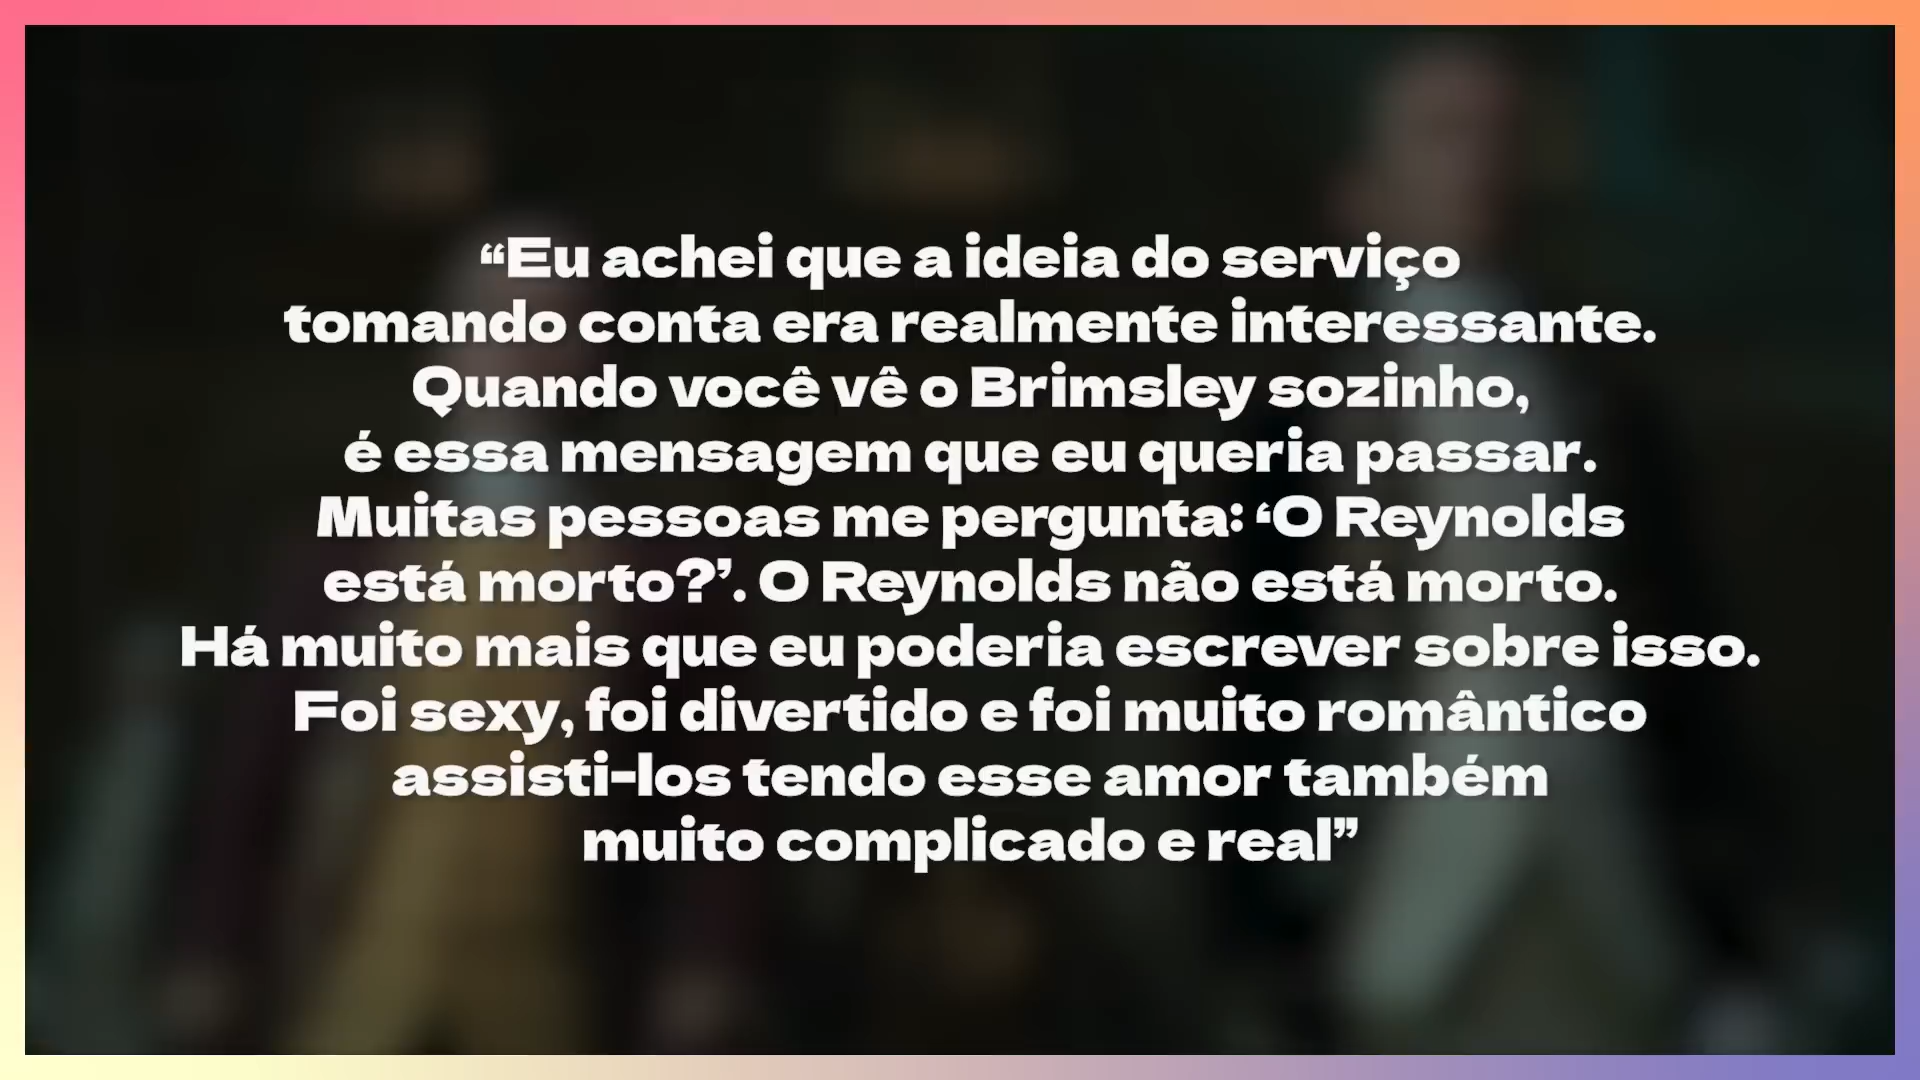 “Eu achei que a ideia do serviço
tomando conta era realmente interessante.
Quando você vê o Brimsley sozinho,
é essa mensagem que eu queria passar.
Muitas pessoas me pergunta: ‘O Reynolds
está morto?’. O Reynolds não está morto.
Há muito mais que eu poderia escrever sobre isso.
Foi sexy, foi divertido e foi muito romântico
assisti-los tendo esse amor também
muito complicado e real”